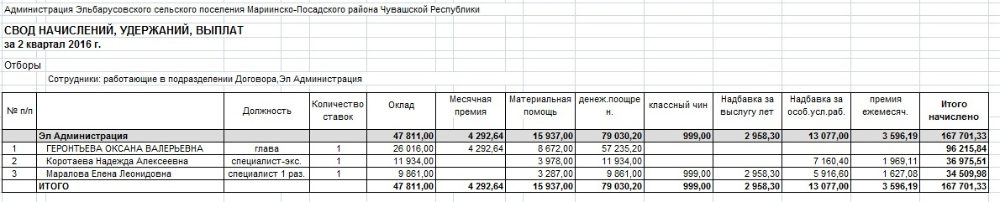 Администрация Эльбарусовского сельского поселения Мариинско-Посадского района Чувашской Республики
СВОД НАЧИСЛЕНИЙ, УДЕРЖАНИЙ, ВЫПЛАТ
за 2 квартал 2016 г.
Отборы
Сотрудники: работающие в подразделении Договора,Эл Администрация
№ п/п Должность Количество ставок Оклад Месячная премия Материальная помощь денеж.поощрен. классный чин Надбавка за выслугу лет Надбавка за особ.усл.раб. премия ежемесяч. Итого начислено
Эл Администрация 47 811,00 4 292,64 15 937,00 79 030,20 999,00 2 958,30 13 077,00 3 596,19 167 701,33
1 ГЕРОНТЬЕВА ОКСАНА ВАЛЕРЬЕВНА глава 1 26 016,00 4 292,64 8 672,00 57 235,20 96 215,84
2 Коротаева Надежда Алексеевна специалист-экс. 1 11 934,00 3 978,00 11 934,00 7 160,40 1 969,11 36 975,51
3 Маралова Елена Леонидовна специалист 1 раз. 1 9 861,00 3 287,00 9 861,00 999,00 2 958,30 5 916,60 1 627,08 34 509,98
ИТОГО 47 811,00 4 292,64 15 937,00 79 030,20 999,00 2 958,30 13 077,00 3 596,19 167 701,33